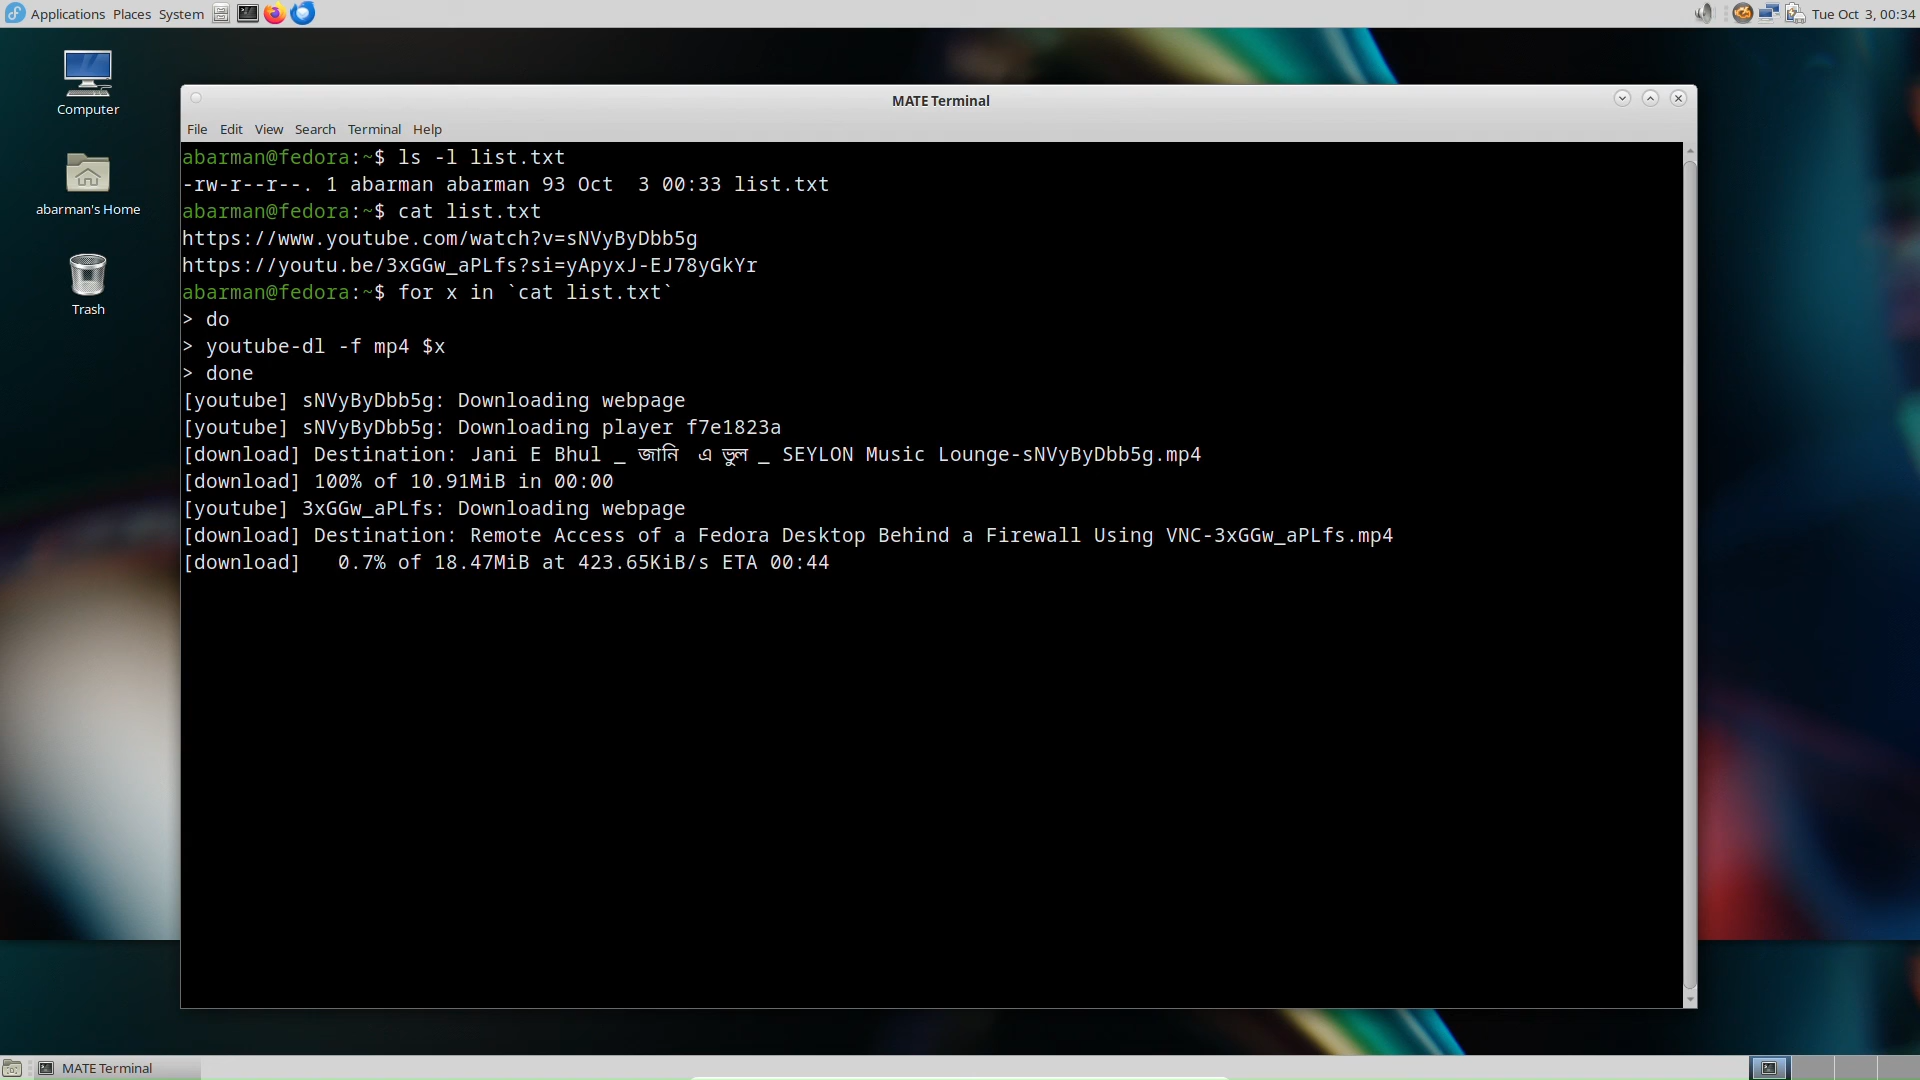 Applications Places System
Tue Oct 3, 00:34
Computer
abarman's Home
Trash
MATE Terminal
File Edit View Search Terminal Help
abarman@fedora:~$ ls -l list.txt
-rw-r--r--. 1 abarman abarman 93 Oct  3 00:33 list.txt
abarman@fedora:~$ cat list.txt
https://www.youtube.com/watch?v=sNVyByDbb5g
https://youtu.be/3xGGw_aPLfs?si=yApyxJ-EJ78yGkYr
abarman@fedora:~$ for x in `cat list.txt`
> do
> youtube-dl -f mp4 $x
> done
[youtube] sNVyByDbb5g: Downloading webpage
[youtube] sNVyByDbb5g: Downloading player f7e1823a
[download] Destination: Jani E Bhul _ জানি এ ভুল _ SEYLON Music Lounge-sNVyByDbb5g.mp4
[download] 100% of 10.91MiB in 00:00
[youtube] 3xGGw_aPLfs: Downloading webpage
[download] Destination: Remote Access of a Fedora Desktop Behind a Firewall Using VNC-3xGGw_aPLfs.mp4
[download]   0.7% of 18.47MiB at 423.65KiB/s ETA 00:44
MATE Terminal